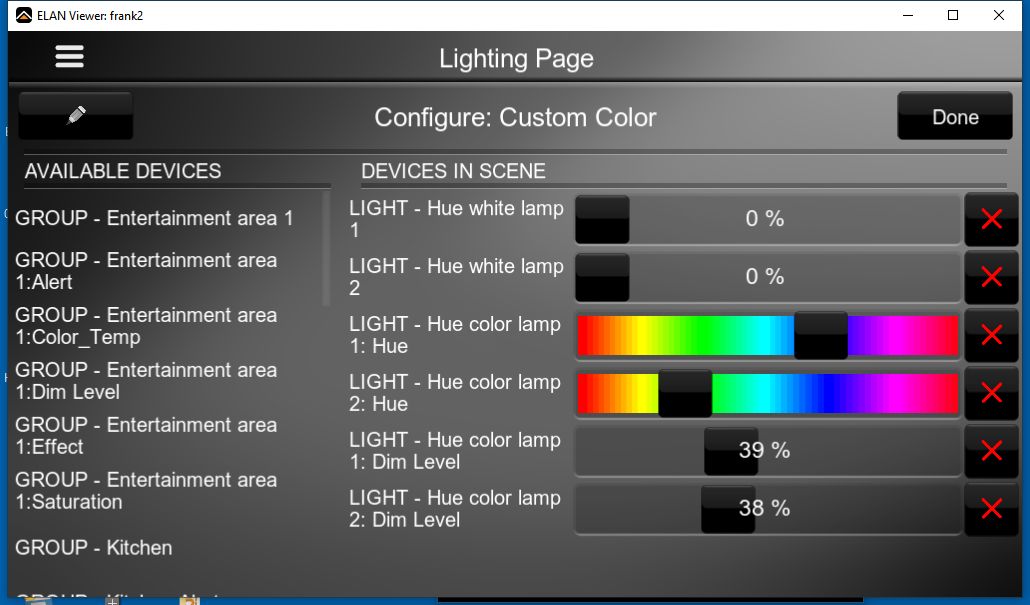 ELAN Viewer: frank2
Lighting Page
Configure: Custom Color
Done
AVAILABLE DEVICES
GROUP - Entertainment area 1
GROUP - Entertainment area
1:Alert
GROUP - Entertainment area
1:Color_Temp
GROUP - Entertainment area
1:Dim Level
GROUP - Entertainment area
1:Effect
GROUP - Entertainment area
1:Saturation
GROUP - Kitchen
DEVICES IN SCENE
LIGHT - Hue white lamp
1
0 %
LIGHT - Hue white lamp
2
0 %
LIGHT - Hue color lamp
1: Hue
LIGHT - Hue color lamp
2: Hue
LIGHT - Hue color lamp
1: Dim Level
39 %
LIGHT - Hue color lamp
2: Dim Level
38 %